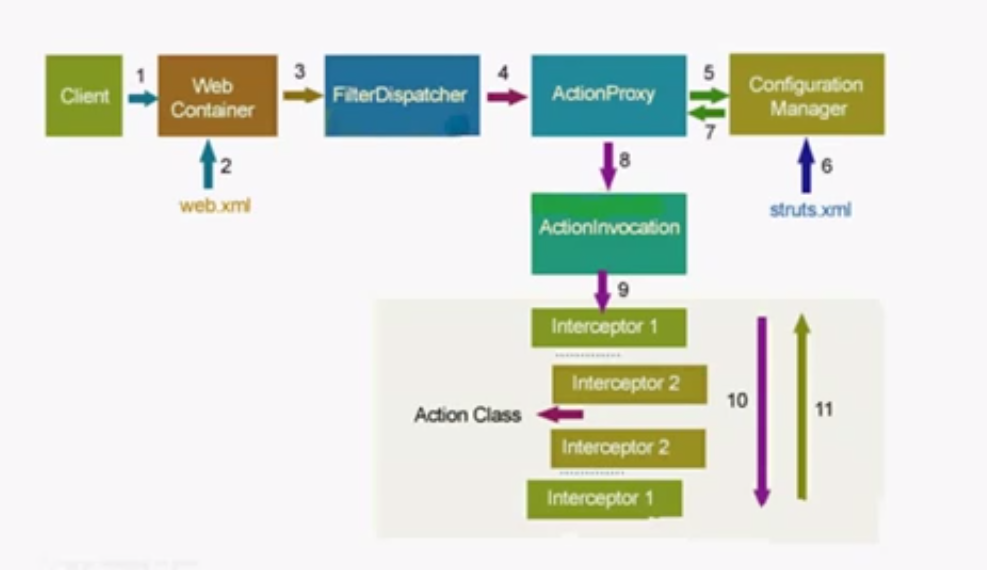 1
3
4
5
Client
Web
Container
FilterDispatcher
ActionProxy
Configuration
Manager
7
2
8
6
web.xml
struts.xml
ActionInvocation
9
Interceptor 1
Interceptor 2
10
11
Action Class
Interceptor 2
Interceptor 1